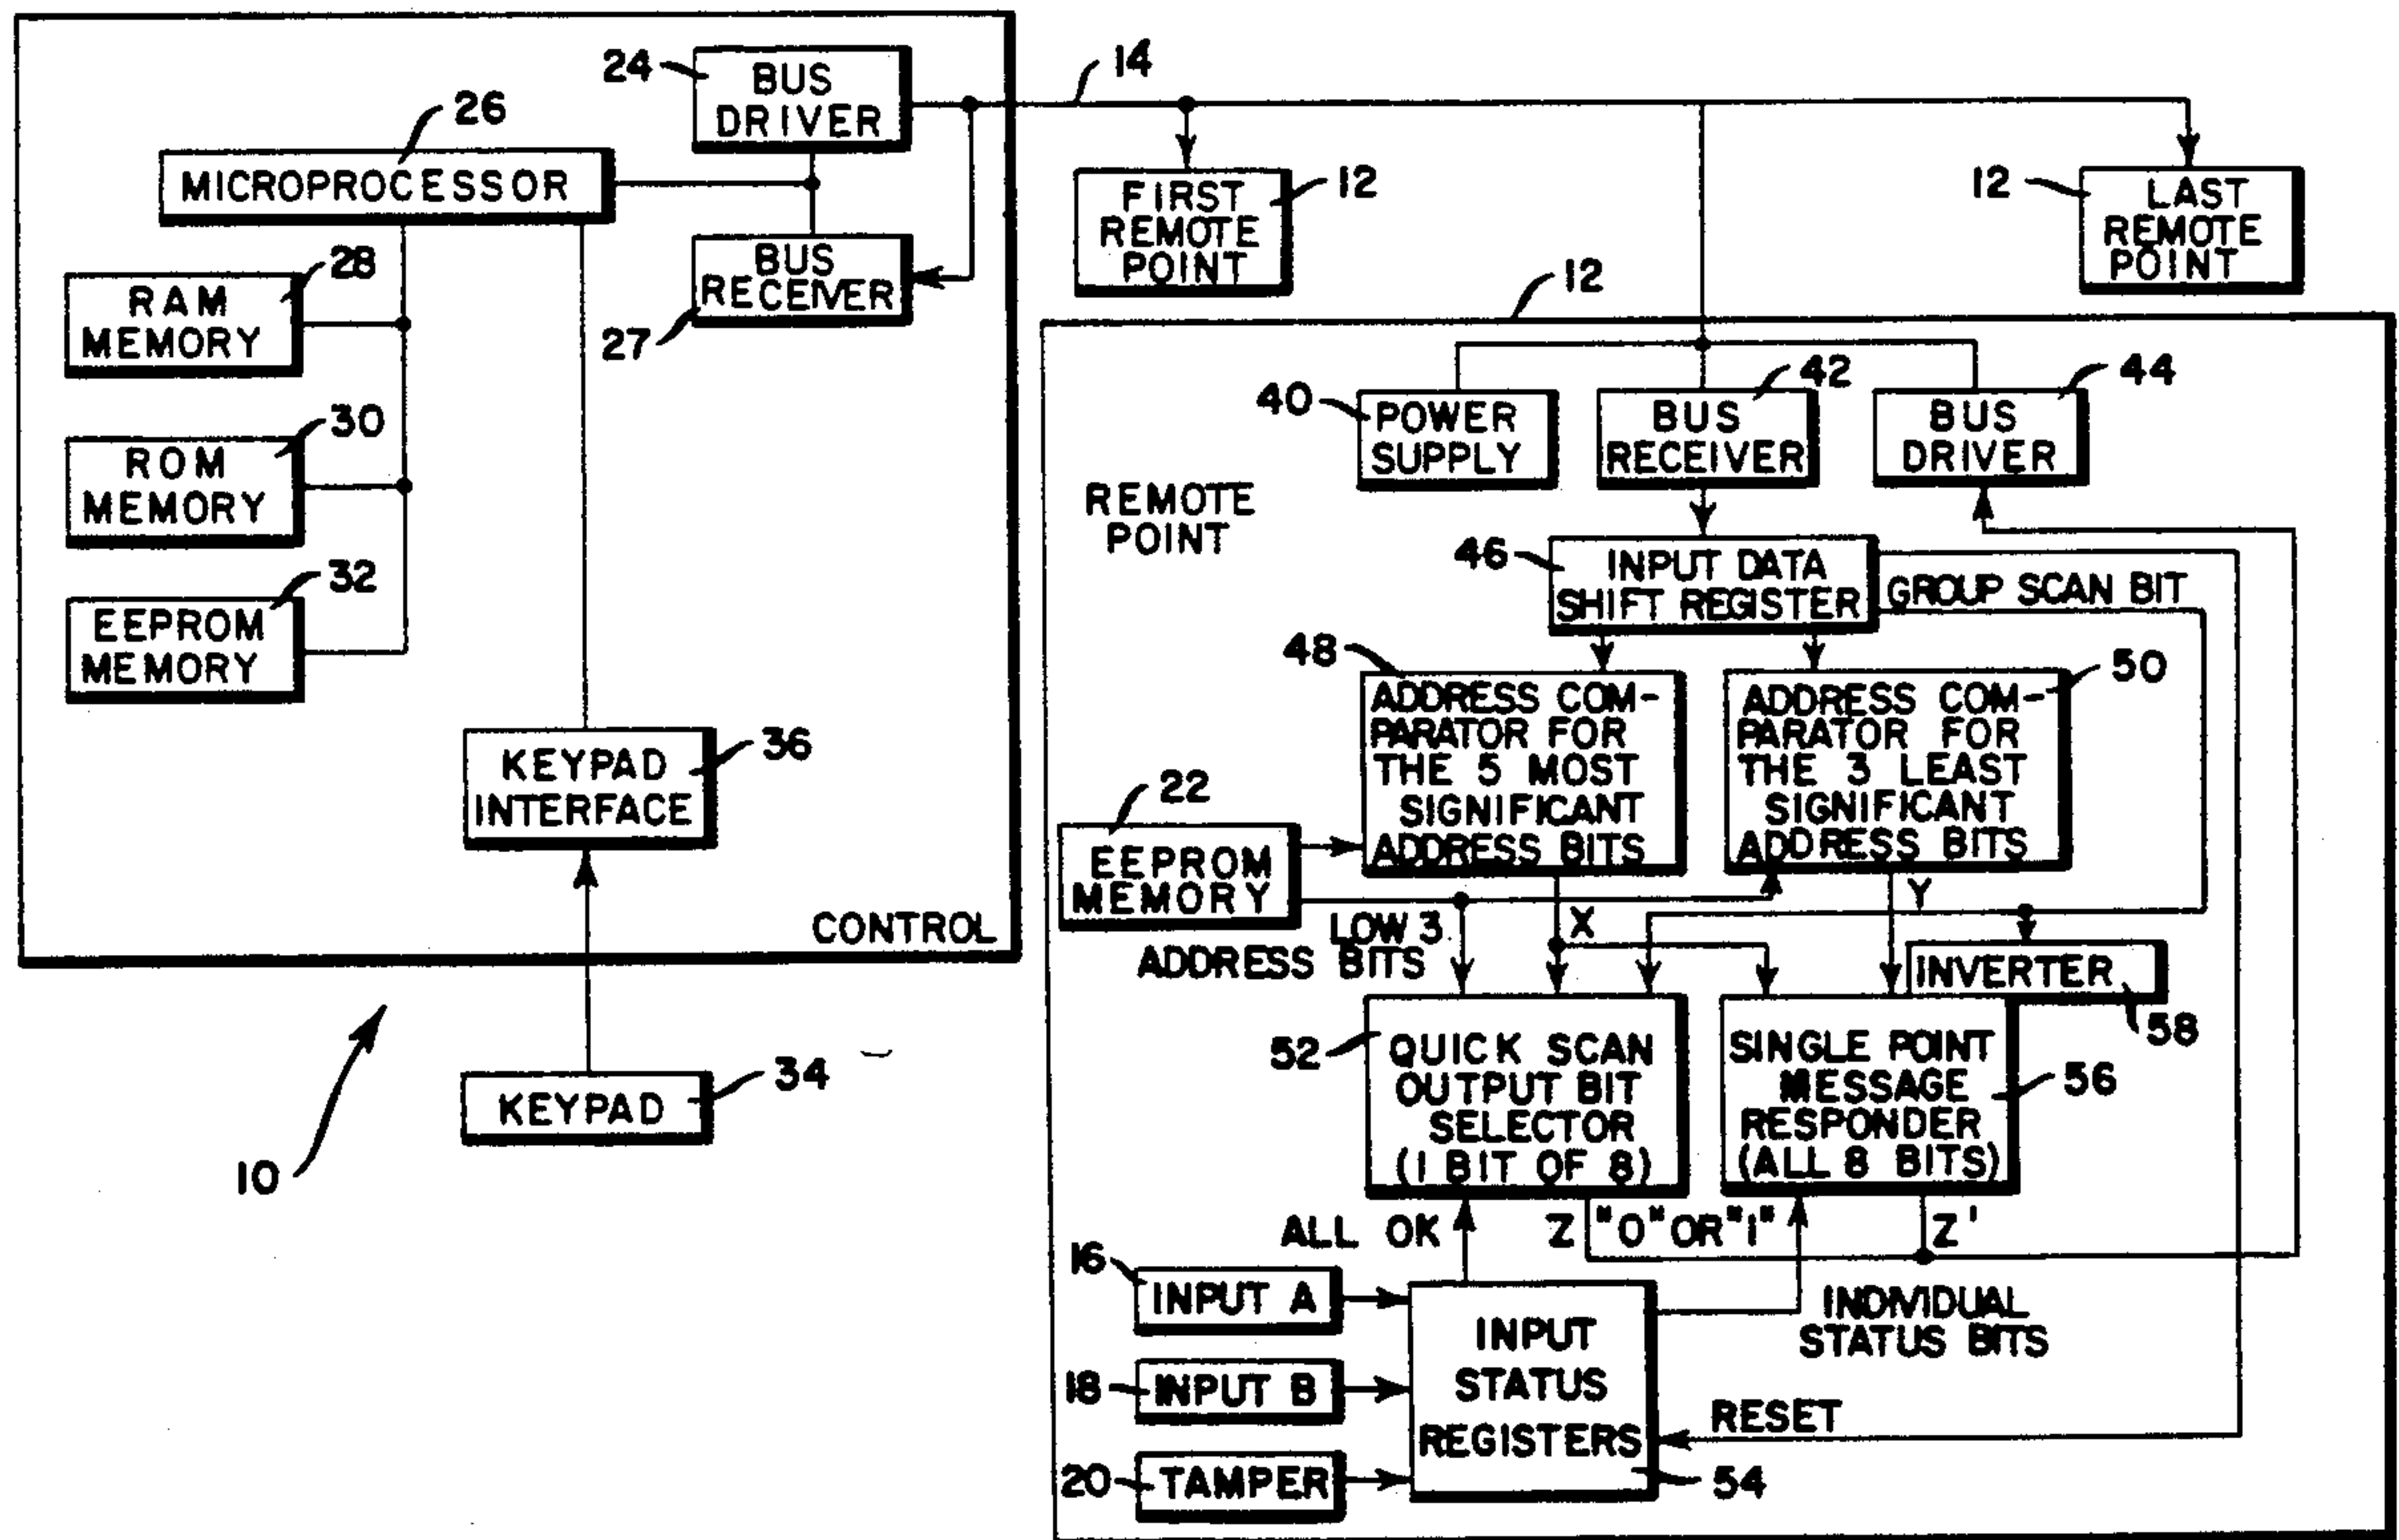 24
BUS
DRIVER
14
26
MICROPROCESSOR
FIRST
REMOTE
POINT
12
12
LAST
REMOTE
POINT
28
RAM
MEMORY
BUS
RECEIVER
27
12
30
ROM
MEMORY
40
POWER
SUPPLY
42
BUS
RECEIVER
44
BUS
DRIVER
REMOTE
POINT
32
EEPROM
MEMORY
46
INPUT DATA
SHIFT REGISTER
GROUP SCAN BIT
48
ADDRESS COM-
PARATOR FOR
THE 5 MOST
SIGNIFICANT
ADDRESS BITS
50
ADDRESS COM-
PARATOR FOR
THE 3 LEAST
SIGNIFICANT
ADDRESS BITS
KEYPAD
INTERFACE
36
22
EEPROM
MEMORY
CONTROL
LOW 3
ADDRESS BITS
X
Y
INVERTER
58
10
KEYPAD
34
52
QUICK SCAN
OUTPUT BIT
SELECTOR
(1 BIT OF 8)
SINGLE POINT
MESSAGE
RESPONDER
(ALL 8 BITS)
56
ALL OK
Z "0" OR "1"
Z'
16
INPUT A
18
INPUT B
20
TAMPER
INPUT
STATUS
REGISTERS
54
INDIVIDUAL
STATUS BITS
RESET